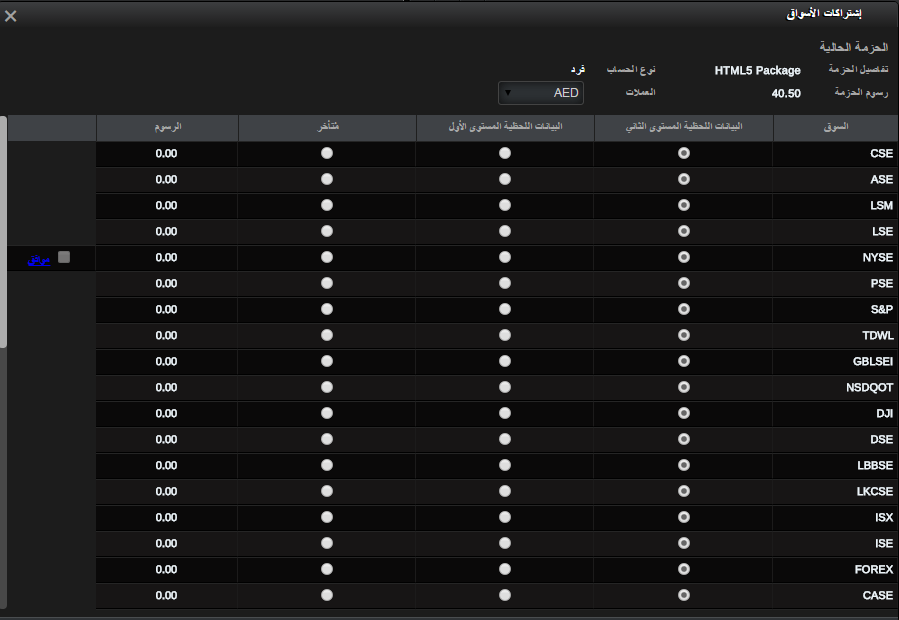 إشتراكات الأسواق
الحزمة الحالية
تفاصيل الحزمة HTML5 Package نوع الحساب فرد
رسوم الحزمة 40.50 العملات AED
السوق البيانات اللحظية المستوى الثاني البيانات اللحظية المستوى الأول مُتأخر الرسوم
CSE 0.00
ASE 0.00
LSM 0.00
LSE 0.00
NYSE 0.00 موافق
PSE 0.00
S&P 0.00
TDWL 0.00
GBLSEI 0.00
NSDQOT 0.00
DJI 0.00
DSE 0.00
LBBSE 0.00
LKCSE 0.00
ISX 0.00
ISE 0.00
FOREX 0.00
CASE 0.00